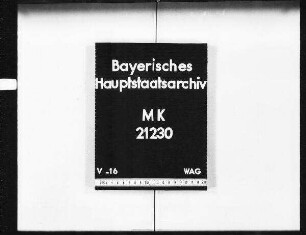 Bayerisches
Hauptstaatsarchiv
MK
21230
V -16 WAG